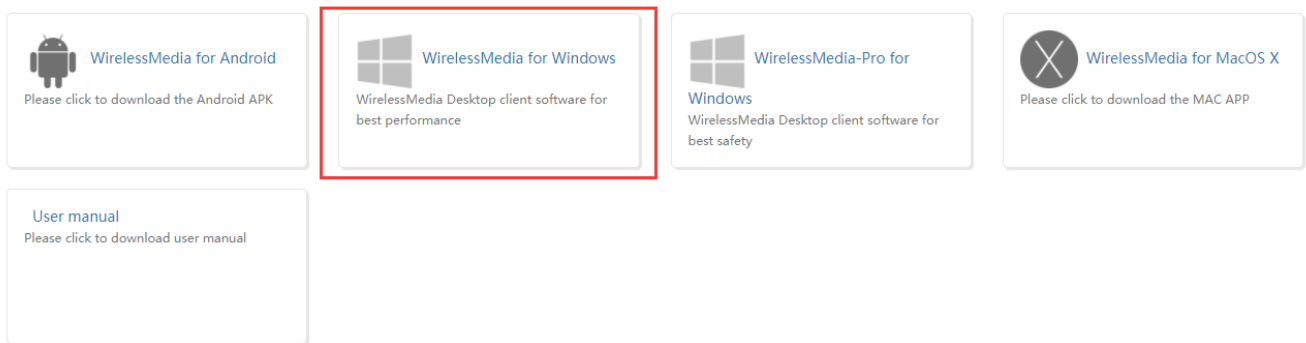 WirelessMedia for Android
Please click to download the Android APK
WirelessMedia for Windows
WirelessMedia Desktop client software for
best performance
WirelessMedia-Pro for
Windows
WirelessMedia Desktop client software for
best safety
WirelessMedia for MacOS X
Please click to download the MAC APP
User manual
Please click to download user manual